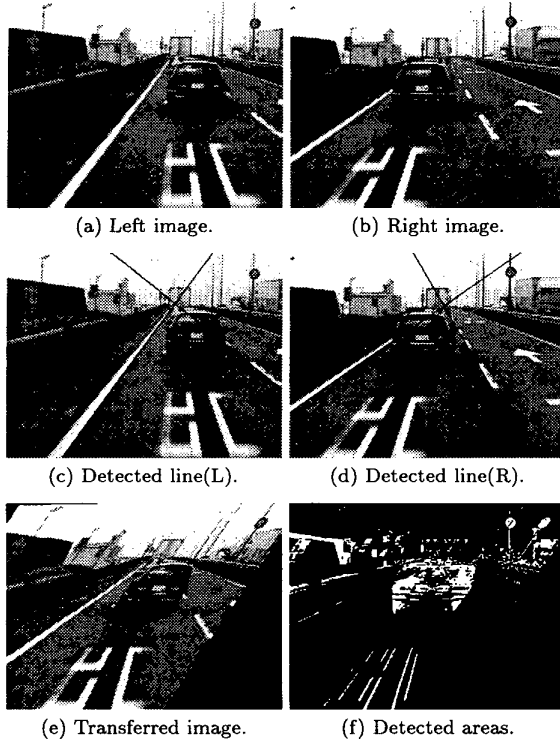 (a) Left image.
(b) Right image.
(c) Detected line(L).
(d) Detected line(R).
(e) Transferred image.
(f) Detected areas.